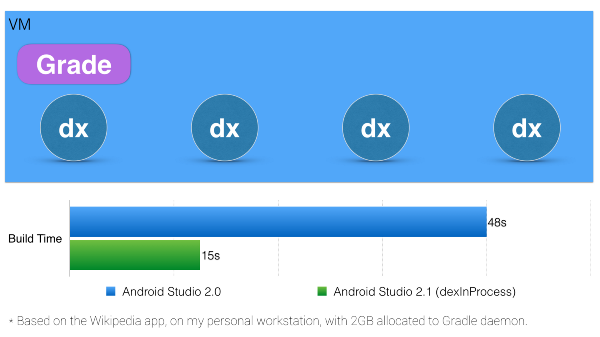 VM
Grade
dx dx dx dx
48s
Build Time
15s
Android Studio 2.0 Android Studio 2.1 (dexInProcess)
* Based on the Wikipedia app, on my personal workstation, with 2GB allocated to Gradle daemon.